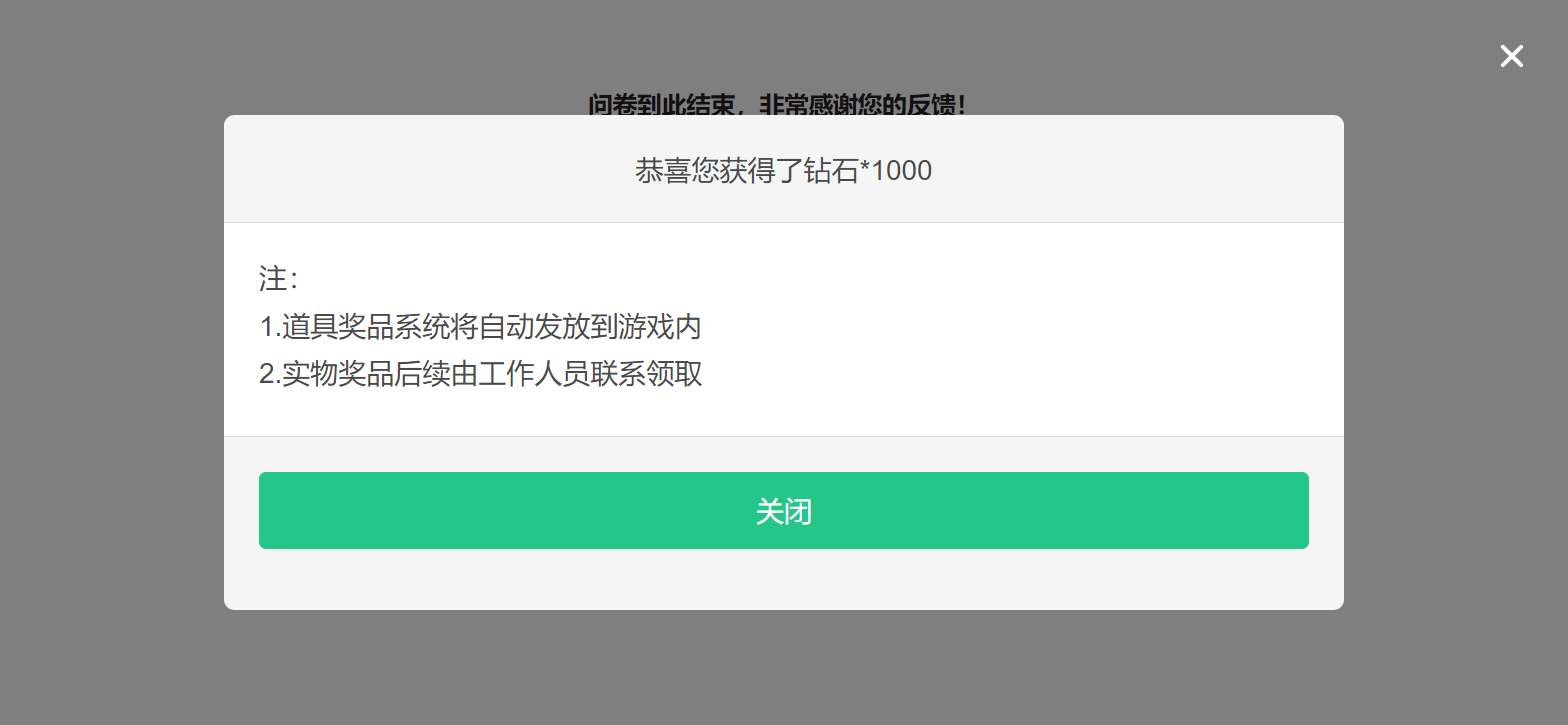 问卷到此结束，非常感谢您的反馈！
恭喜您获得了钻石*1000
注：
1.道具奖品系统将自动发放到游戏内
2.实物奖品后续由工作人员联系领取
关闭